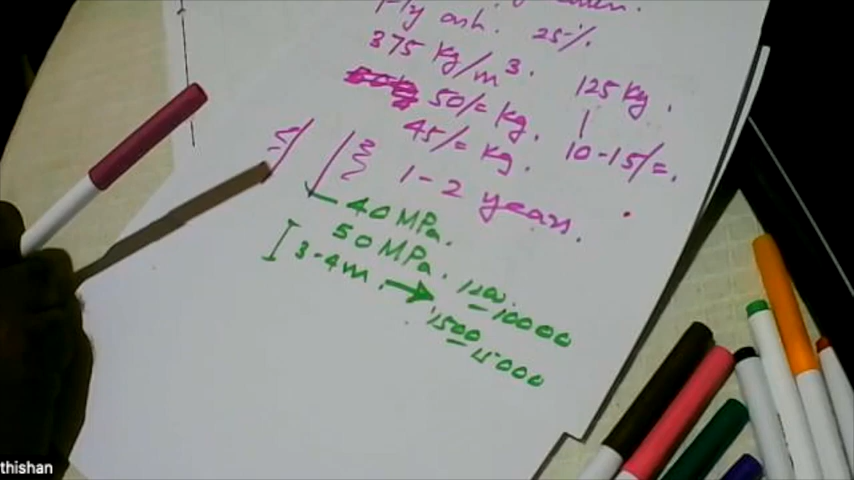 Fly ash. 25%.
375 Kg/m3. 125 Kg.
50/= Kg.
45/= Kg. 10-15/=.
1-2 years.
40 MPa.
50 MPa.
3-4m. 1200.
10000
1500
15000
thishan